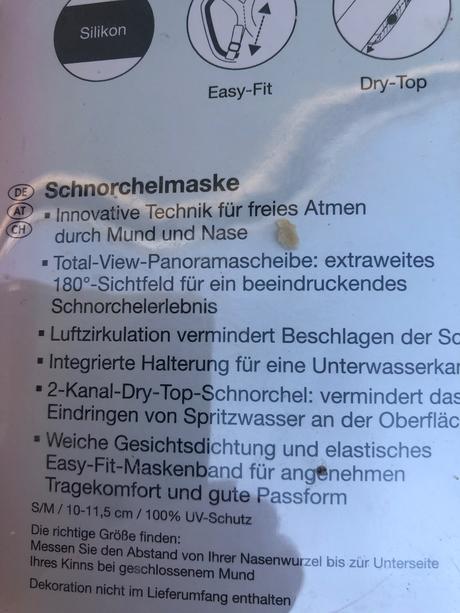 Silikon
Easy-Fit
Dry-Top
DE
AT
CH
Schnorchelmaske
▪ Innovative Technik für freies Atmen
durch Mund und Nase
▪ Total-View-Panoramascheibe: extraweites
180°-Sichtfeld für ein beeindruckendes
Schnorchelerlebnis
▪ Luftzirkulation vermindert Beschlagen der Sc
▪ Integrierte Halterung für eine Unterwasserkar
▪ 2-Kanal-Dry-Top-Schnorchel: vermindert das
Eindringen von Spritzwasser an der Oberfläc
▪ Weiche Gesichtsdichtung und elastisches
Easy-Fit-Maskenband für angenehmen
Tragekomfort und gute Passform
S/M / 10-11,5 cm / 100% UV-Schutz
Die richtige Größe finden:
Messen Sie den Abstand von Ihrer Nasenwurzel bis zur Unterseite
Ihres Kinns bei geschlossenem Mund
Dekoration nicht im Lieferumfang enthalten